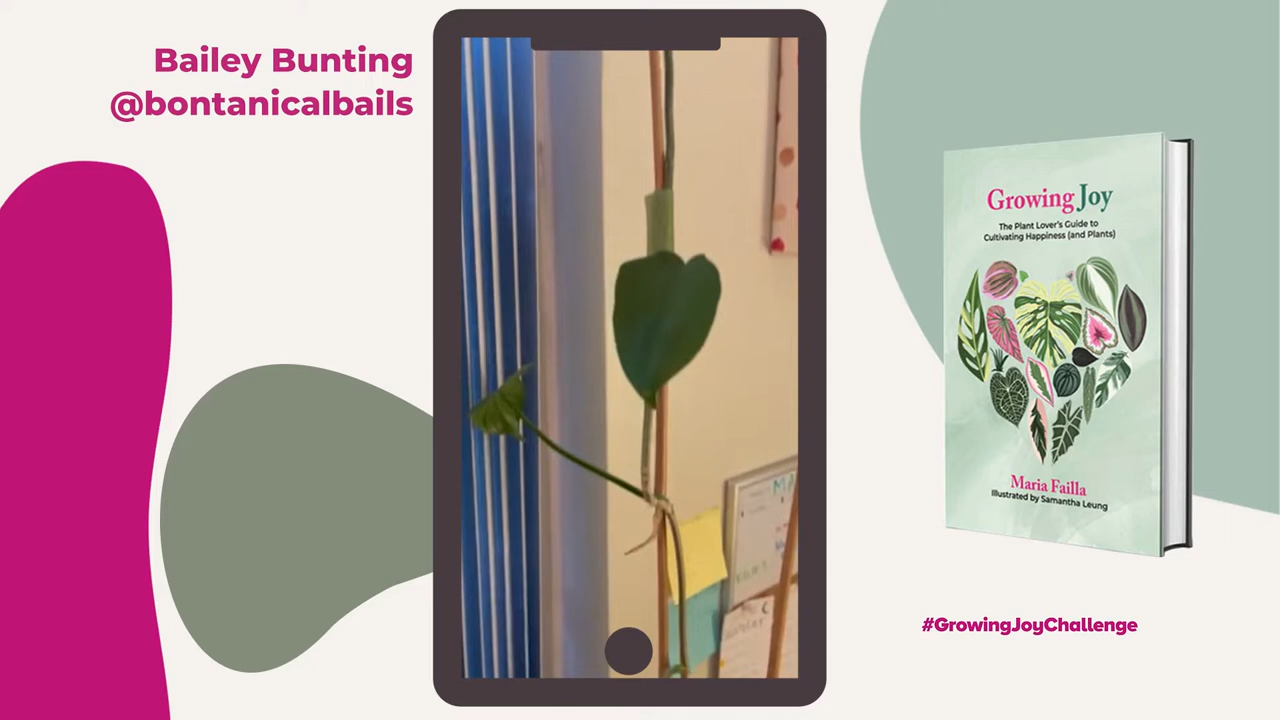 Bailey Bunting
@bontanicalbails
Growing Joy
The Plant Lover's Guide to
Cultivating Happiness (and Plants)
Maria Failla
Illustrated by Samantha Leung
#GrowingJoyChallenge